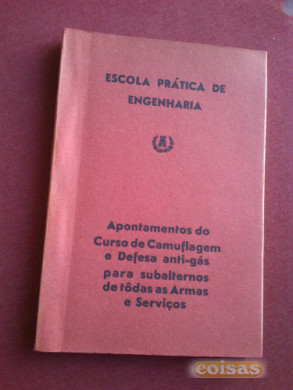 ESCOLA PRÁTICA DE
ENGENHARIA
Apontamentos do
Curso de Camuflagem
e Defesa anti-gás
para subalternos
de tôdas as Armas
e Serviços
coisas